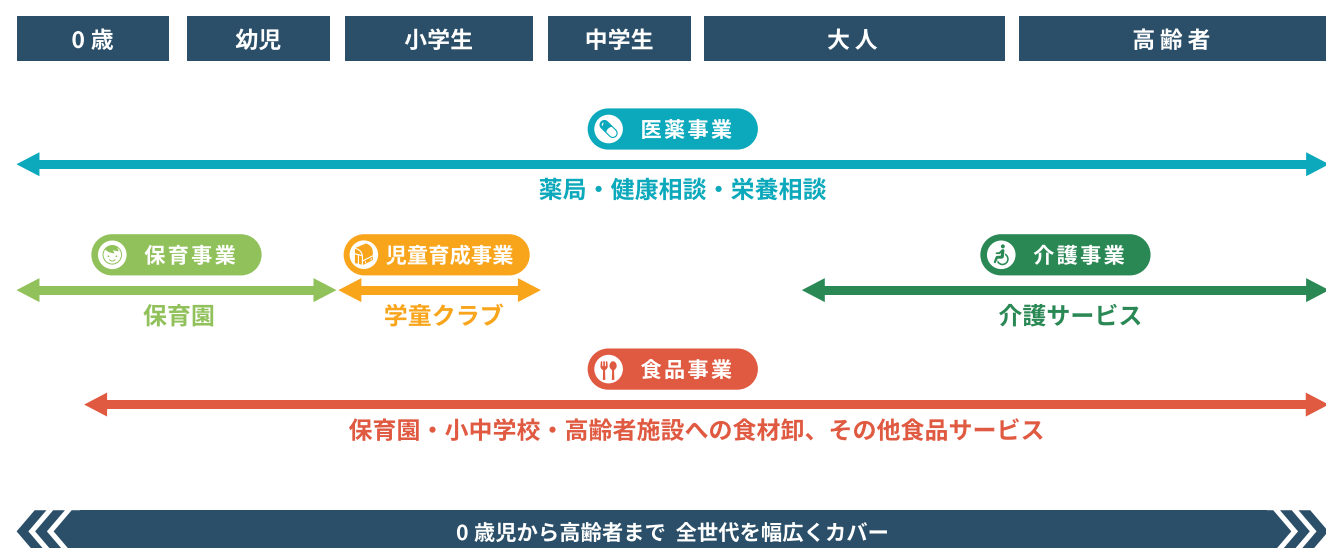 0歳 幼児 小学生 中学生 大人 高齢者
医薬事業
薬局・健康相談・栄養相談
保育事業 児童育成事業 介護事業
保育園 学童クラブ 介護サービス
食品事業
保育園・小中学校・高齢者施設への食材卸、その他食品サービス
0歳児から高齢者まで 全世代を幅広くカバー